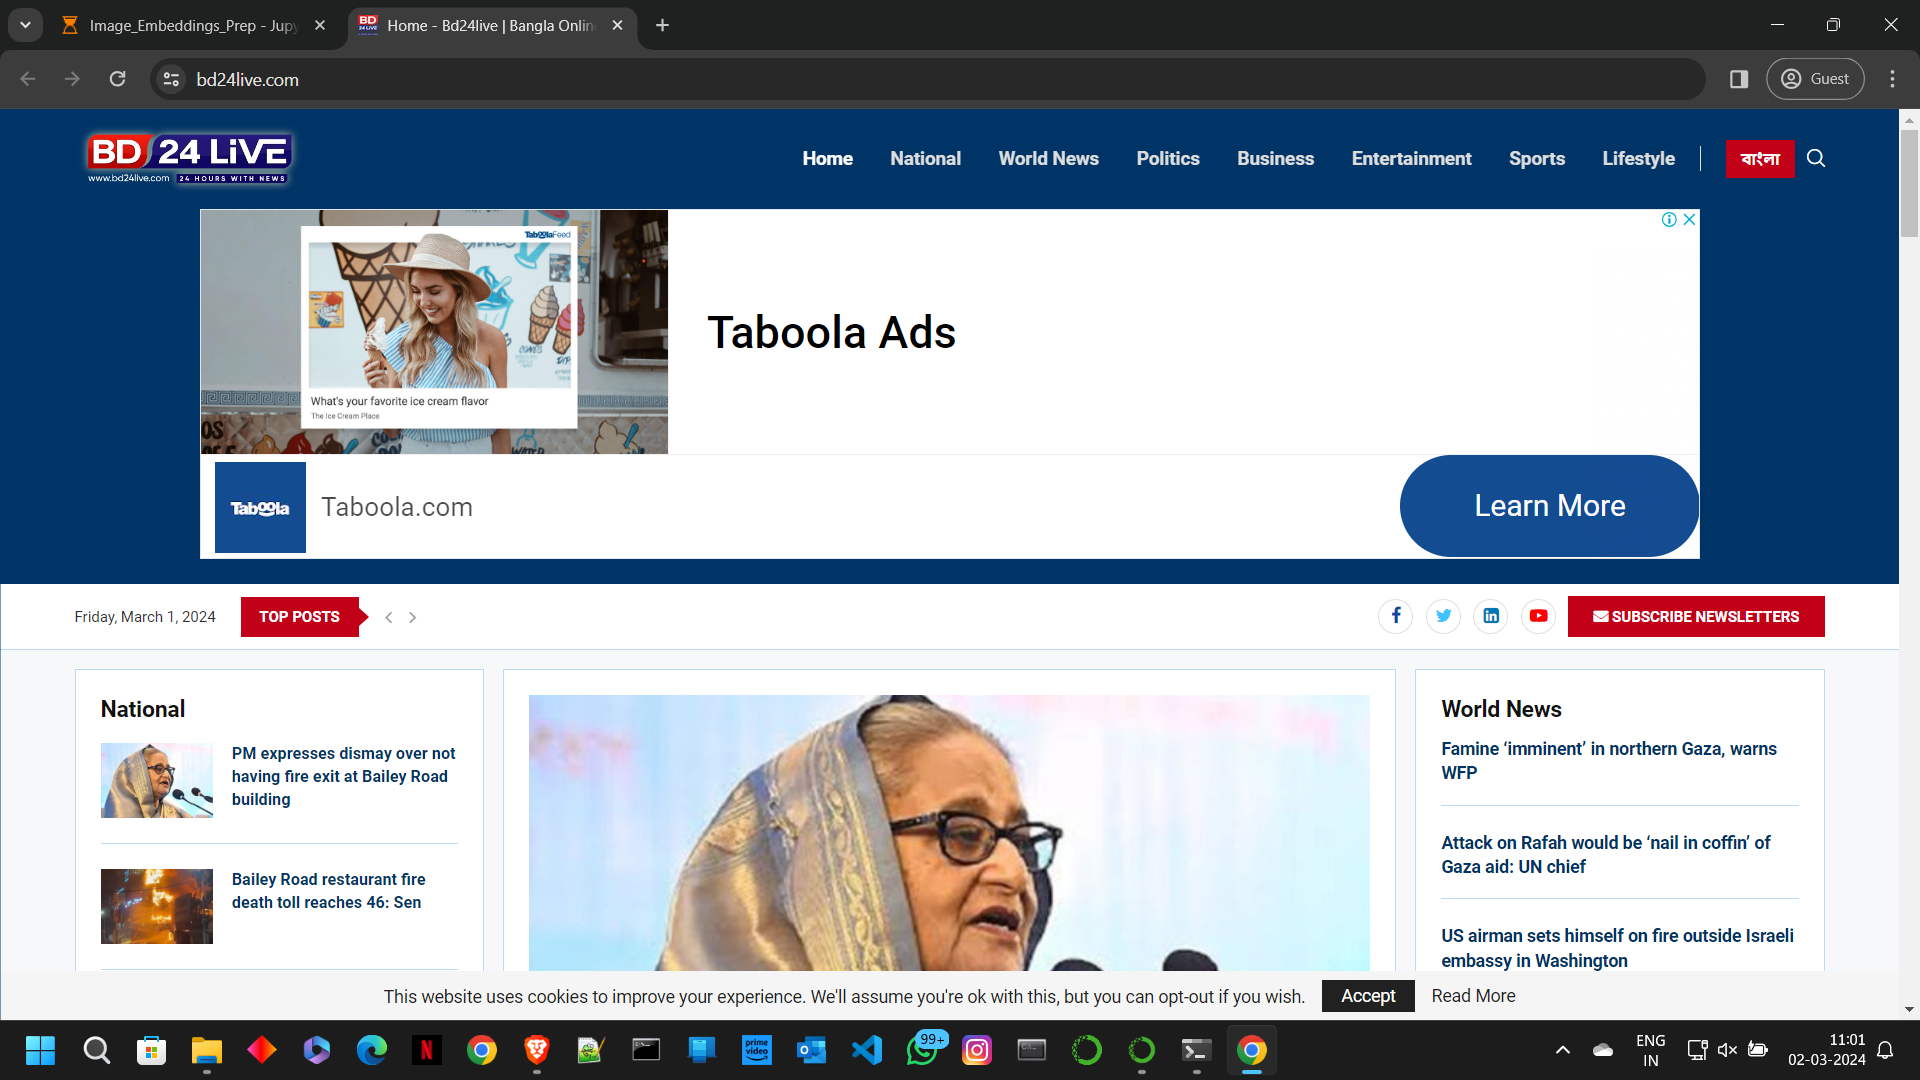 Image_Embeddings_Prep - Jupy
Home - Bd24live | Bangla Onlin
bd24live.com
Guest
BD 24 LiVE
www.bd24live.com 24 HOURS WITH NEWS
Home National World News Politics Business Entertainment Sports Lifestyle বাংলা
TaboolaFeed
What's your favorite ice cream flavor
The Ice Cream Place
CONES
WATER
Taboola Ads
Taboola
Taboola.com
Learn More
Friday, March 1, 2024
TOP POSTS
SUBSCRIBE NEWSLETTERS
National
PM expresses dismay over not
having fire exit at Bailey Road
building
Bailey Road restaurant fire
death toll reaches 46: Sen
World News
Famine ‘imminent’ in northern Gaza, warns
WFP
Attack on Rafah would be ‘nail in coffin’ of
Gaza aid: UN chief
US airman sets himself on fire outside Israeli
embassy in Washington
This website uses cookies to improve your experience. We'll assume you're ok with this, but you can opt-out if you wish. Accept Read More
prime video
99+
ENG
IN
11:01
02-03-2024